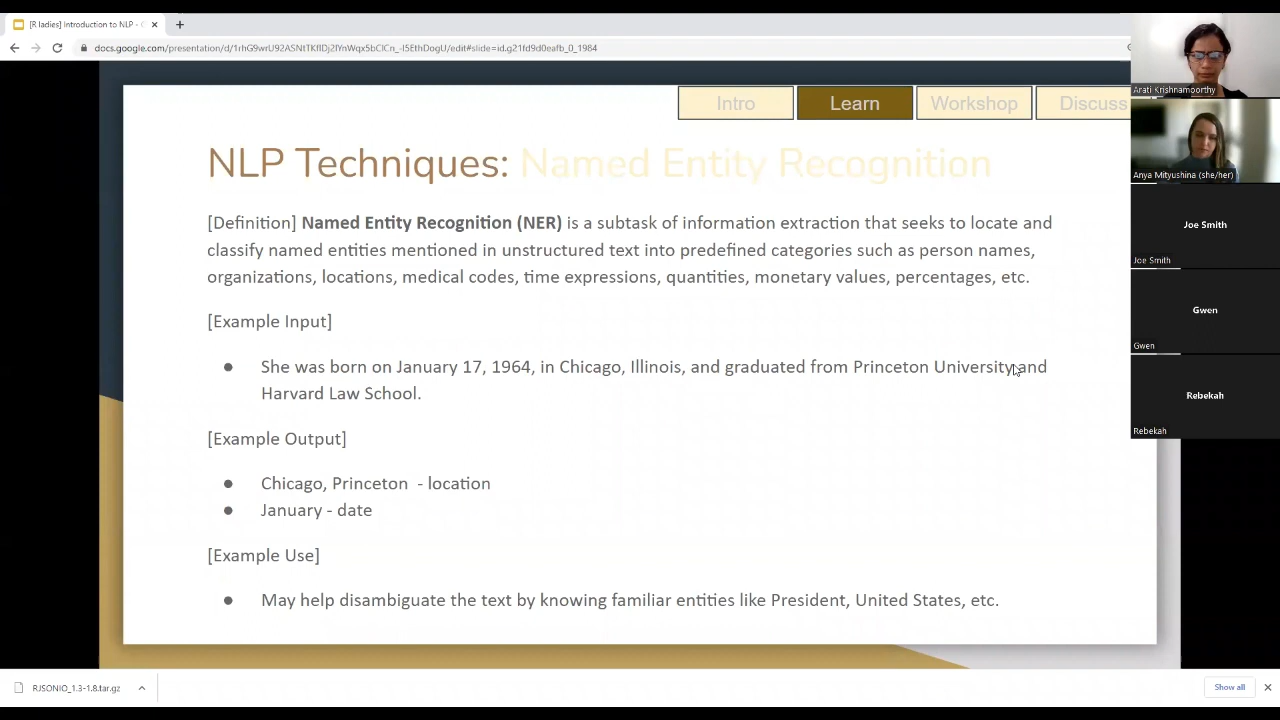 [R ladies] Introduction to NLP -
docs.google.com/presentation/d/1rhG9wrU92ASNtTKflDj2lYnWqx5bClCn_-I5EthDogU/edit#slide=id.g21fd9d0eafb_0_1984
Intro
Learn
Workshop
Discuss
NLP Techniques: Named Entity Recognition
[Definition] Named Entity Recognition (NER) is a subtask of information extraction that seeks to locate and
classify named entities mentioned in unstructured text into predefined categories such as person names,
organizations, locations, medical codes, time expressions, quantities, monetary values, percentages, etc.
[Example Input]
● She was born on January 17, 1964, in Chicago, Illinois, and graduated from Princeton University and
Harvard Law School.
[Example Output]
● Chicago, Princeton - location
● January - date
[Example Use]
● May help disambiguate the text by knowing familiar entities like President, United States, etc.
Arati Krishnamoorthy
Anya Mityushina (she/her)
Joe Smith
Joe Smith
Gwen
Gwen
Rebekah
Rebekah
RJSONIO_1.3-1.8.tar.gz
Show all